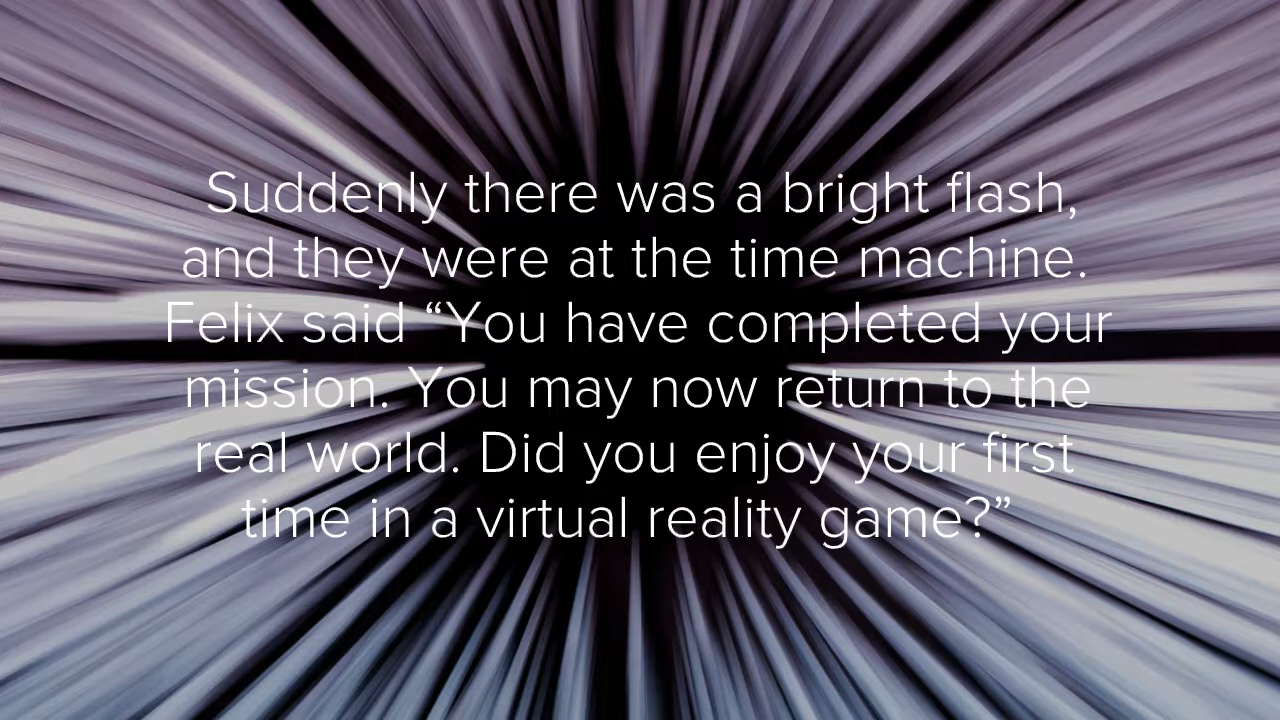 Suddenly there was a bright flash,
and they were at the time machine.
Felix said “You have completed your
mission. You may now return to the
real world. Did you enjoy your first
time in a virtual reality game?”